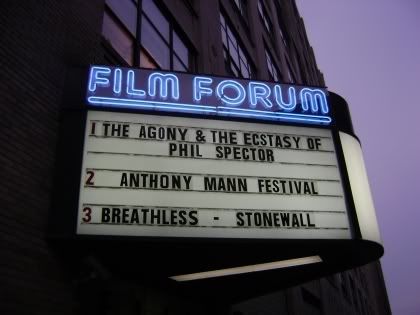 FILM FORUM
1 THE AGONY & THE ECSTASY OF
PHIL SPECTOR
2 ANTHONY MANN FESTIVAL
3 BREATHLESS - STONEWALL